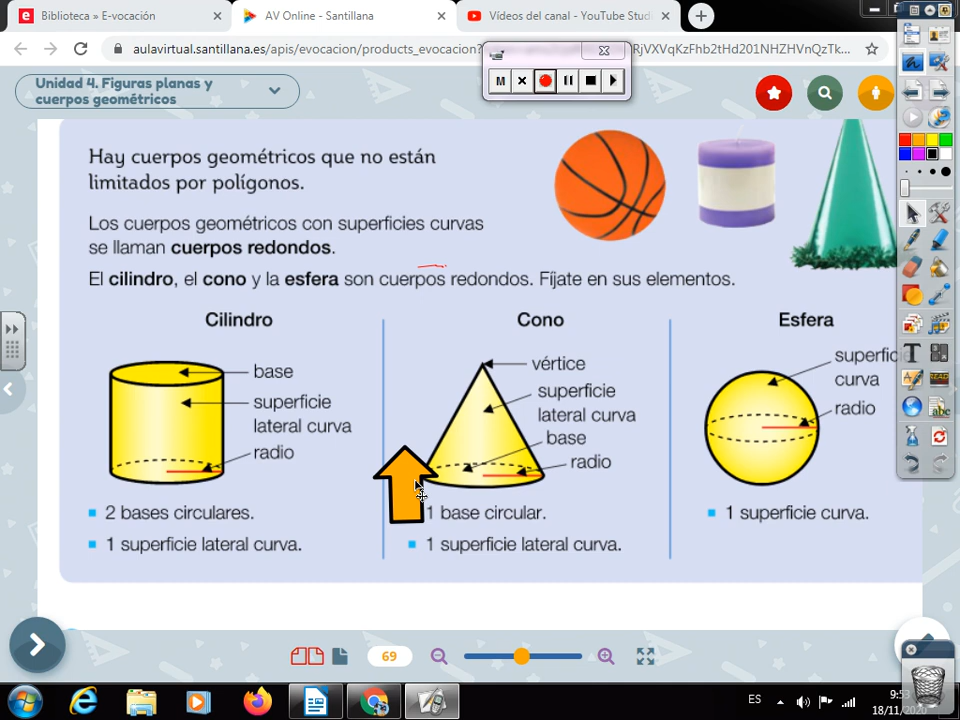 Biblioteca » E-vocación
AV Online - Santillana
Vídeos del canal - YouTube Studi
aulavirtual.santillana.es/apis/evocacion/products_evocacion?
RjVXVqKzFhb2tHd201NHZHVnQzTk...
M
Unidad 4. Figuras planas y
cuerpos geométricos
Hay cuerpos geométricos que no están
limitados por polígonos.
Los cuerpos geométricos con superficies curvas
se llaman cuerpos redondos.
El cilindro, el cono y la esfera son cuerpos redondos. Fíjate en sus elementos.
Cilindro
base
superficie
lateral curva
radio
2 bases circulares.
1 superficie lateral curva.
Cono
vértice
superficie
lateral curva
base
radio
1 base circular.
1 superficie lateral curva.
Esfera
superfic
curva
radio
1 superficie curva.
69
ES
9:53
18/11/2020